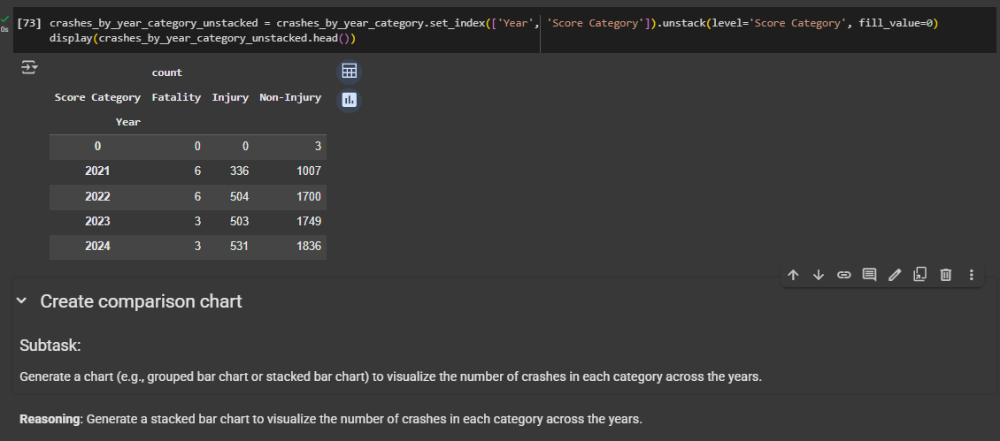 [73] crashes_by_year_category_unstacked = crashes_by_year_category.set_index(['Year', 'Score Category']).unstack(level='Score Category', fill_value=0)
0s
display(crashes_by_year_category_unstacked.head())
count
Score Category Fatality Injury Non-Injury
Year
0 0 0 3
2021 6 336 1007
2022 6 504 1700
2023 3 503 1749
2024 3 531 1836
Create comparison chart
Subtask:
Generate a chart (e.g., grouped bar chart or stacked bar chart) to visualize the number of crashes in each category across the years.
Reasoning: Generate a stacked bar chart to visualize the number of crashes in each category across the years.